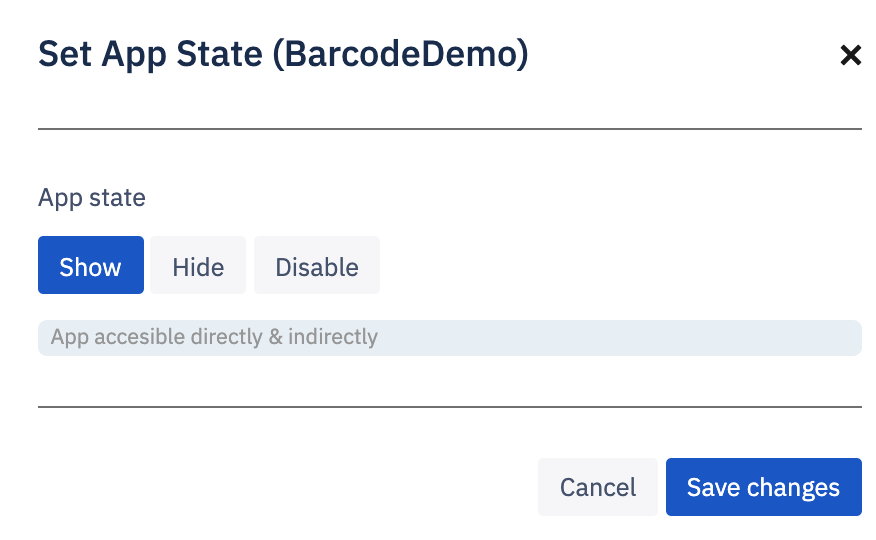 Set App State (BarcodeDemo)
App state
Show Hide Disable
App accesible directly & indirectly
Cancel Save changes